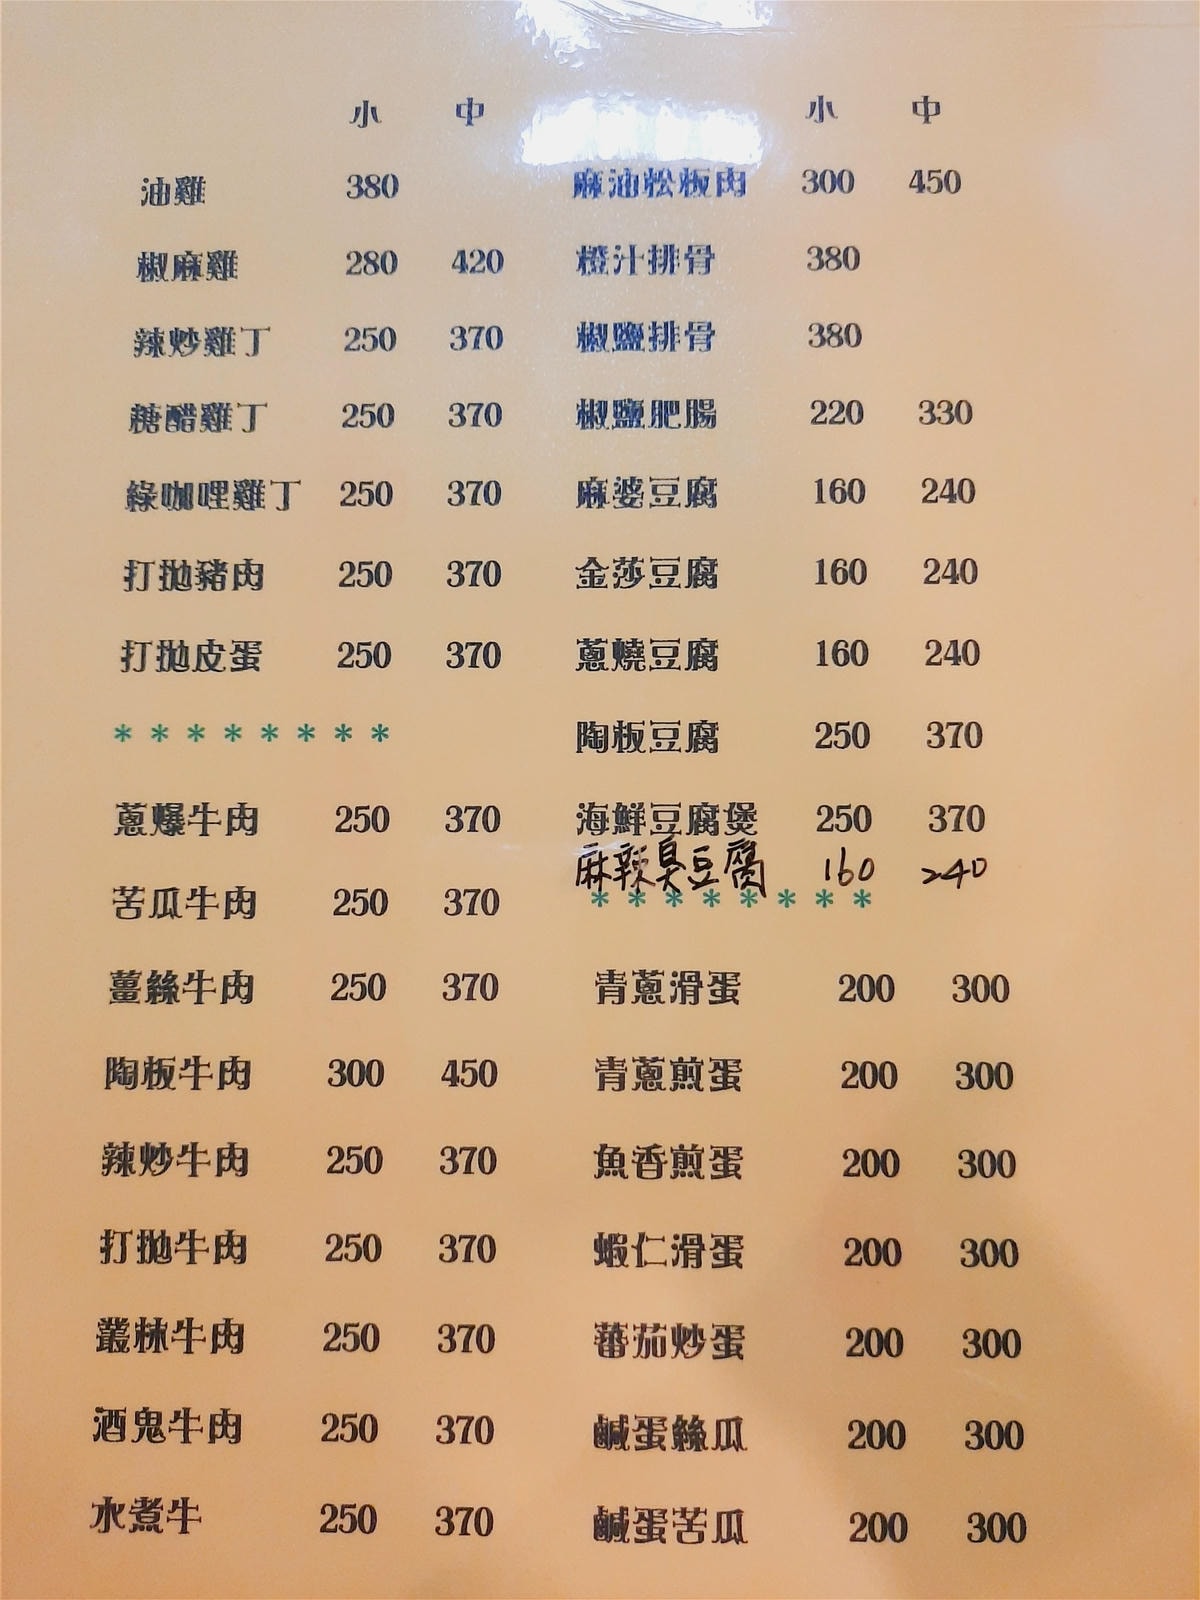 小 中
油雞 380
椒麻雞 280 420
辣炒雞丁 250 370
糖醋雞丁 250 370
綠咖哩雞丁 250 370
打拋豬肉 250 370
打拋皮蛋 250 370
* * * * * * * *
蔥爆牛肉 250 370
苦瓜牛肉 250 370
薑絲牛肉 250 370
陶板牛肉 300 450
辣炒牛肉 250 370
打拋牛肉 250 370
叢林牛肉 250 370
酒鬼牛肉 250 370
水煮牛 250 370
小 中
麻油松板肉 300 450
橙汁排骨 380
椒鹽排骨 380
椒鹽肥腸 220 330
麻婆豆腐 160 240
金莎豆腐 160 240
蔥燒豆腐 160 240
陶板豆腐 250 370
海鮮豆腐煲 250 370
麻辣臭豆腐 160 240
* * * * * * * *
青蔥滑蛋 200 300
青蔥煎蛋 200 300
魚香煎蛋 200 300
蝦仁滑蛋 200 300
蕃茄炒蛋 200 300
鹹蛋絲瓜 200 300
鹹蛋苦瓜 200 300